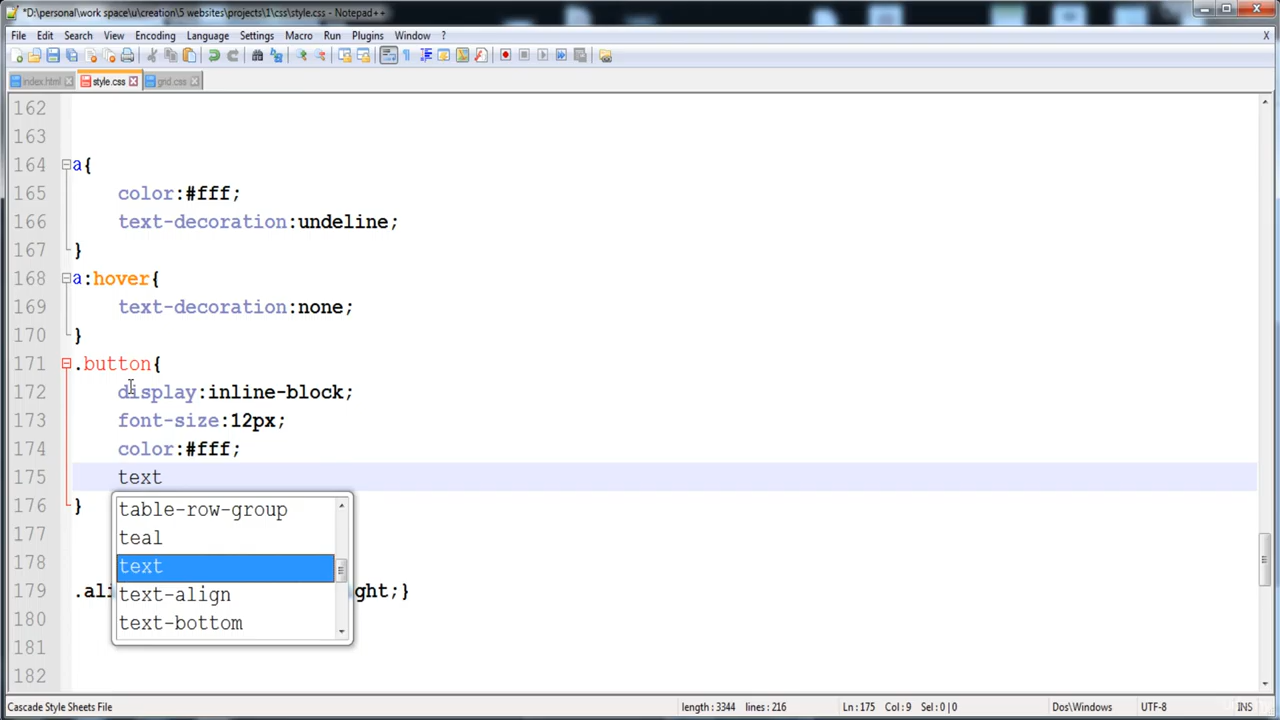 *D:\personal\work space\u\creation\5 websites\projects\1\css\style.css - Notepad++
File Edit Search View Encoding Language Settings Macro Run Plugins Window ? X
index.html style.css grid.css
162
163
164 a{
165 color:#fff;
166 text-decoration:undeline;
167 }
168 a:hover{
169 text-decoration:none;
170 }
171 .button{
172 display:inline-block;
173 font-size:12px;
174 color:#fff;
175 text
176 }
table-row-group
177
teal
178
text
179 .ali ght;}
text-align
180
text-bottom
181
182
Cascade Style Sheets File length : 3344 lines : 216 Ln : 175 Col : 9 Sel : 0 | 0 Dos\Windows UTF-8 INS